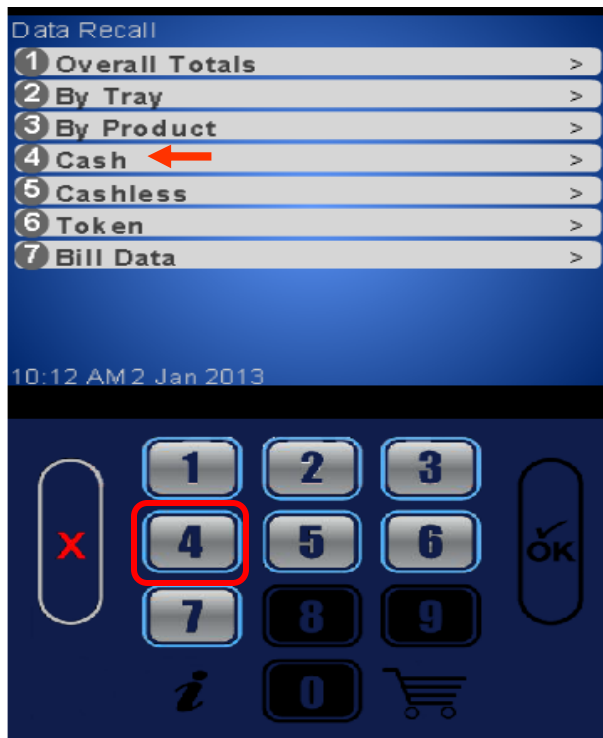 Data Recall
1 Overall Totals >
2 By Tray >
3 By Product >
4 Cash >
5 Cashless >
6 Token >
7 Bill Data >
10:12 AM 2 Jan 2013
1 2 3
X 4 5 6 OK
7 8 9
i 0